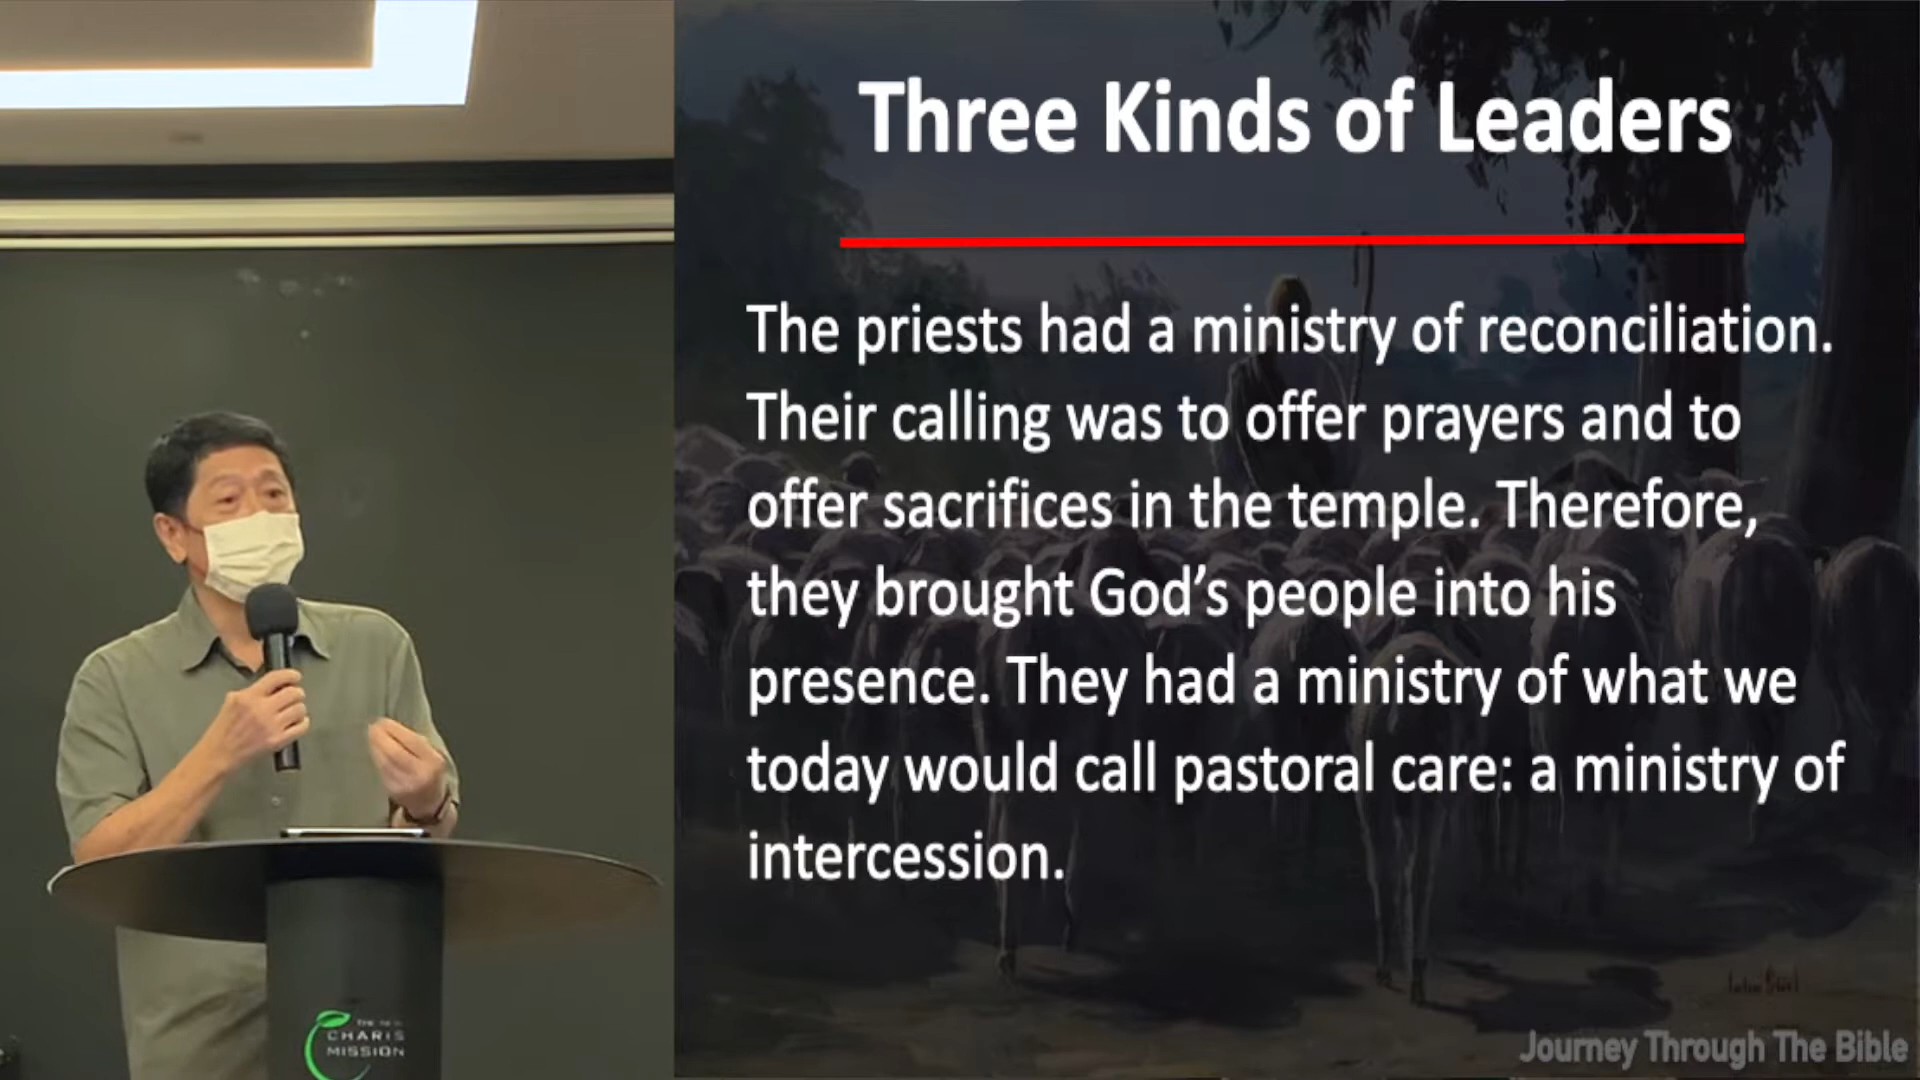 Three Kinds of Leaders
The priests had a ministry of reconciliation.
Their calling was to offer prayers and to
offer sacrifices in the temple. Therefore,
they brought God's people into his
presence. They had a ministry of what we
today would call pastoral care: a ministry of
intercession.
THE NEW
CHARIS
MISSION
Journey Through The Bible